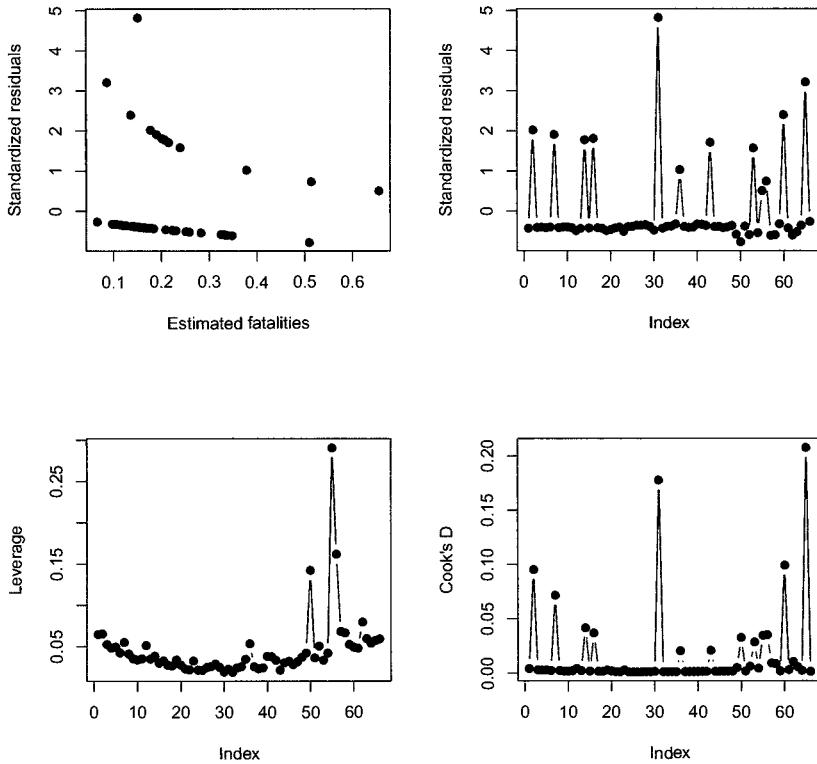 Standardized residuals
5
4
3
2
1
0
0.1 0.2 0.3 0.4 0.5 0.6
Estimated fatalities
Standardized residuals
5
4
3
2
1
0
0 10 20 30 40 50 60
Index
Leverage
0.25
0.15
0.05
0 10 20 30 40 50 60
Index
Cook's D
0.20
0.15
0.10
0.05
0.00
0 10 20 30 40 50 60
Index